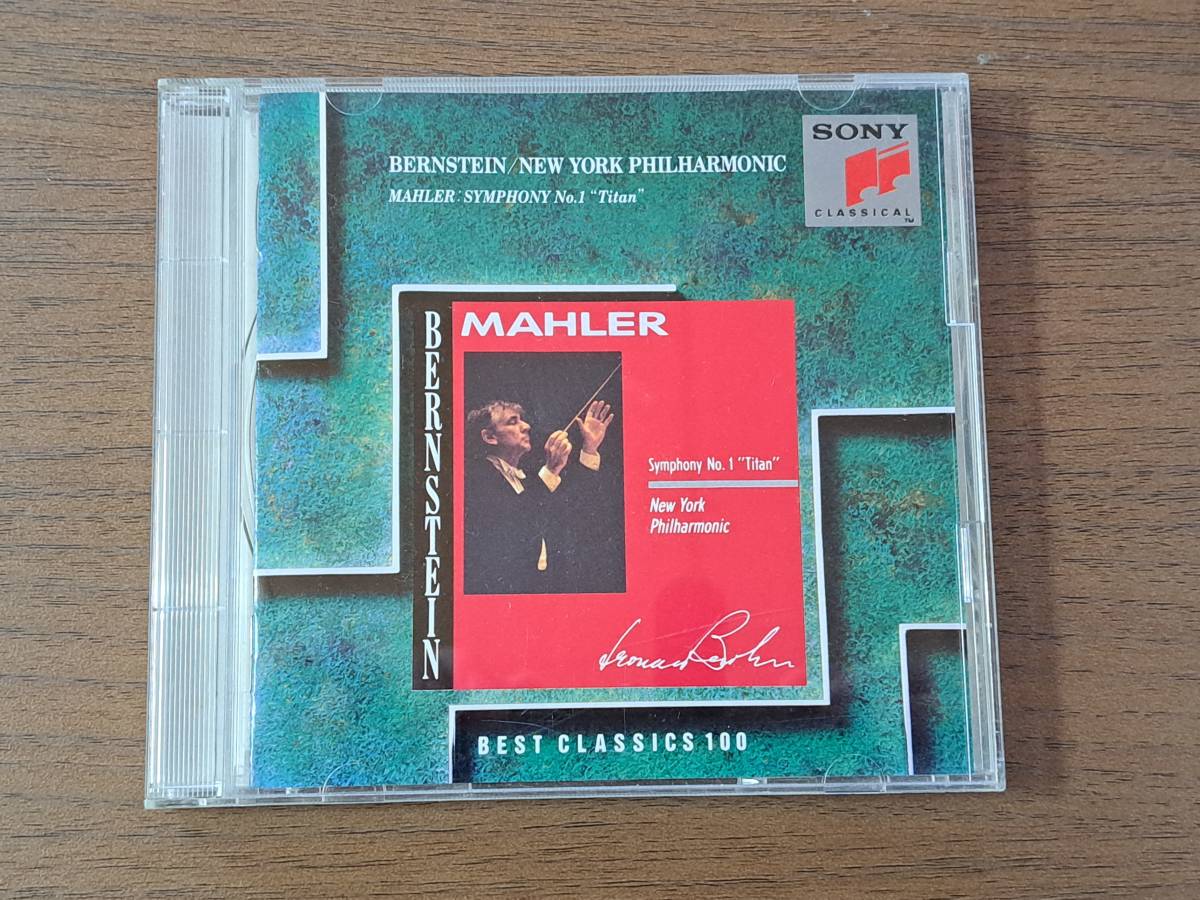 BERNSTEIN/NEW YORK PHILHARMONIC
MAHLER: SYMPHONY No.1 “Titan”
SONY
CLASSICAL
TM
BERNSTEIN
MAHLER
Symphony No. 1 "Titan"
New York
Philharmonic
BEST CLASSICS 100